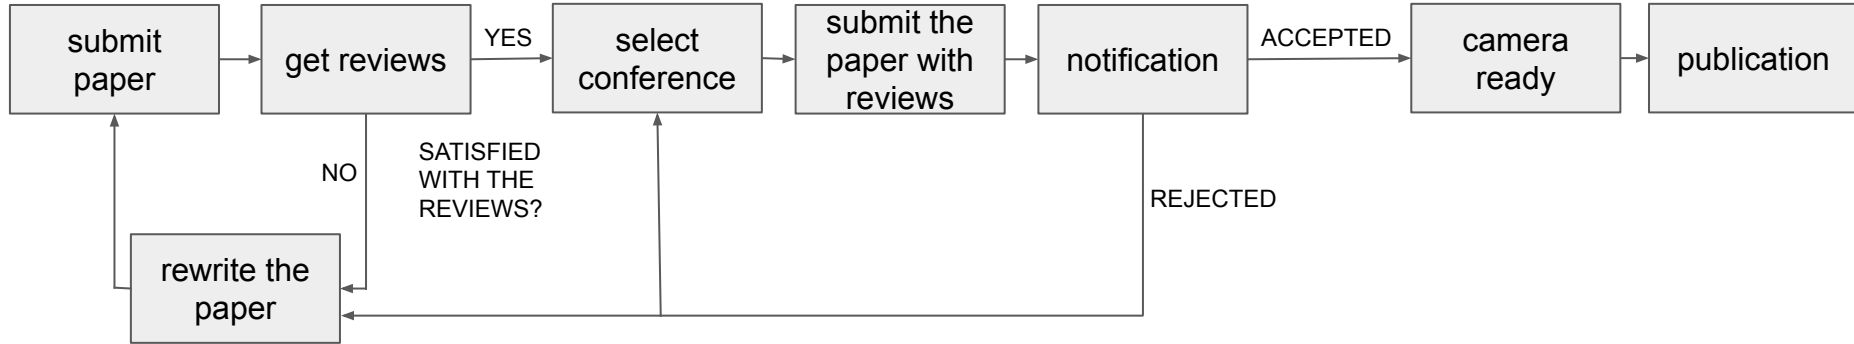 submit
paper
get reviews
YES
select
conference
submit the
paper with
reviews
notification
ACCEPTED
camera
ready
publication
NO
SATISFIED
WITH THE
REVIEWS?
REJECTED
rewrite the
paper